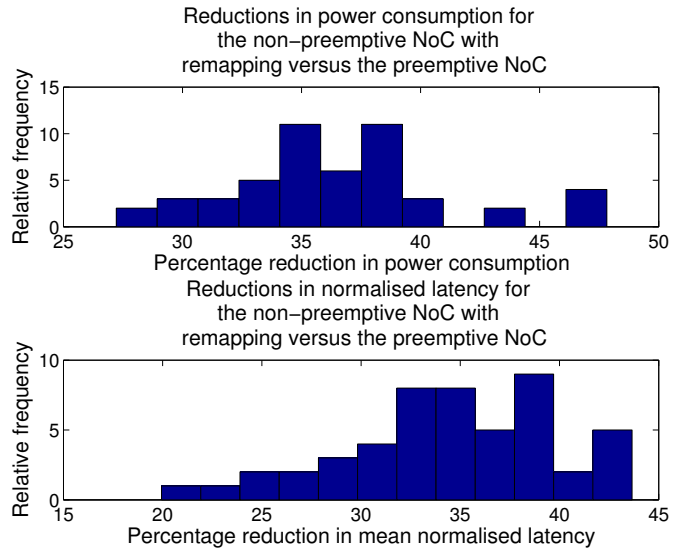 Reductions in power consumption for
the non−preemptive NoC with
remapping versus the preemptive NoC
Relative frequency
15
10
5
0
25 30 35 40 45 50
Percentage reduction in power consumption
Reductions in normalised latency for
the non−preemptive NoC with
remapping versus the preemptive NoC
Relative frequency
10
5
0
15 20 25 30 35 40 45
Percentage reduction in mean normalised latency